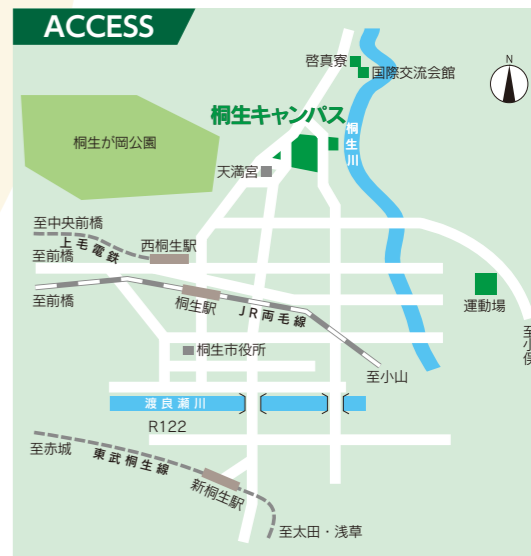 ACCESS
啓真寮
国際交流会館
N
桐生キャンパス
桐生川
桐生が岡公園
天満宮
至中央前橋
上毛電鉄
西桐生駅
至前橋
至前橋
桐生駅
JR両毛線
運動場
至小俣
桐生市役所
至小山
渡良瀬川
R122
至赤城
東武桐生線
新桐生駅
至太田・浅草